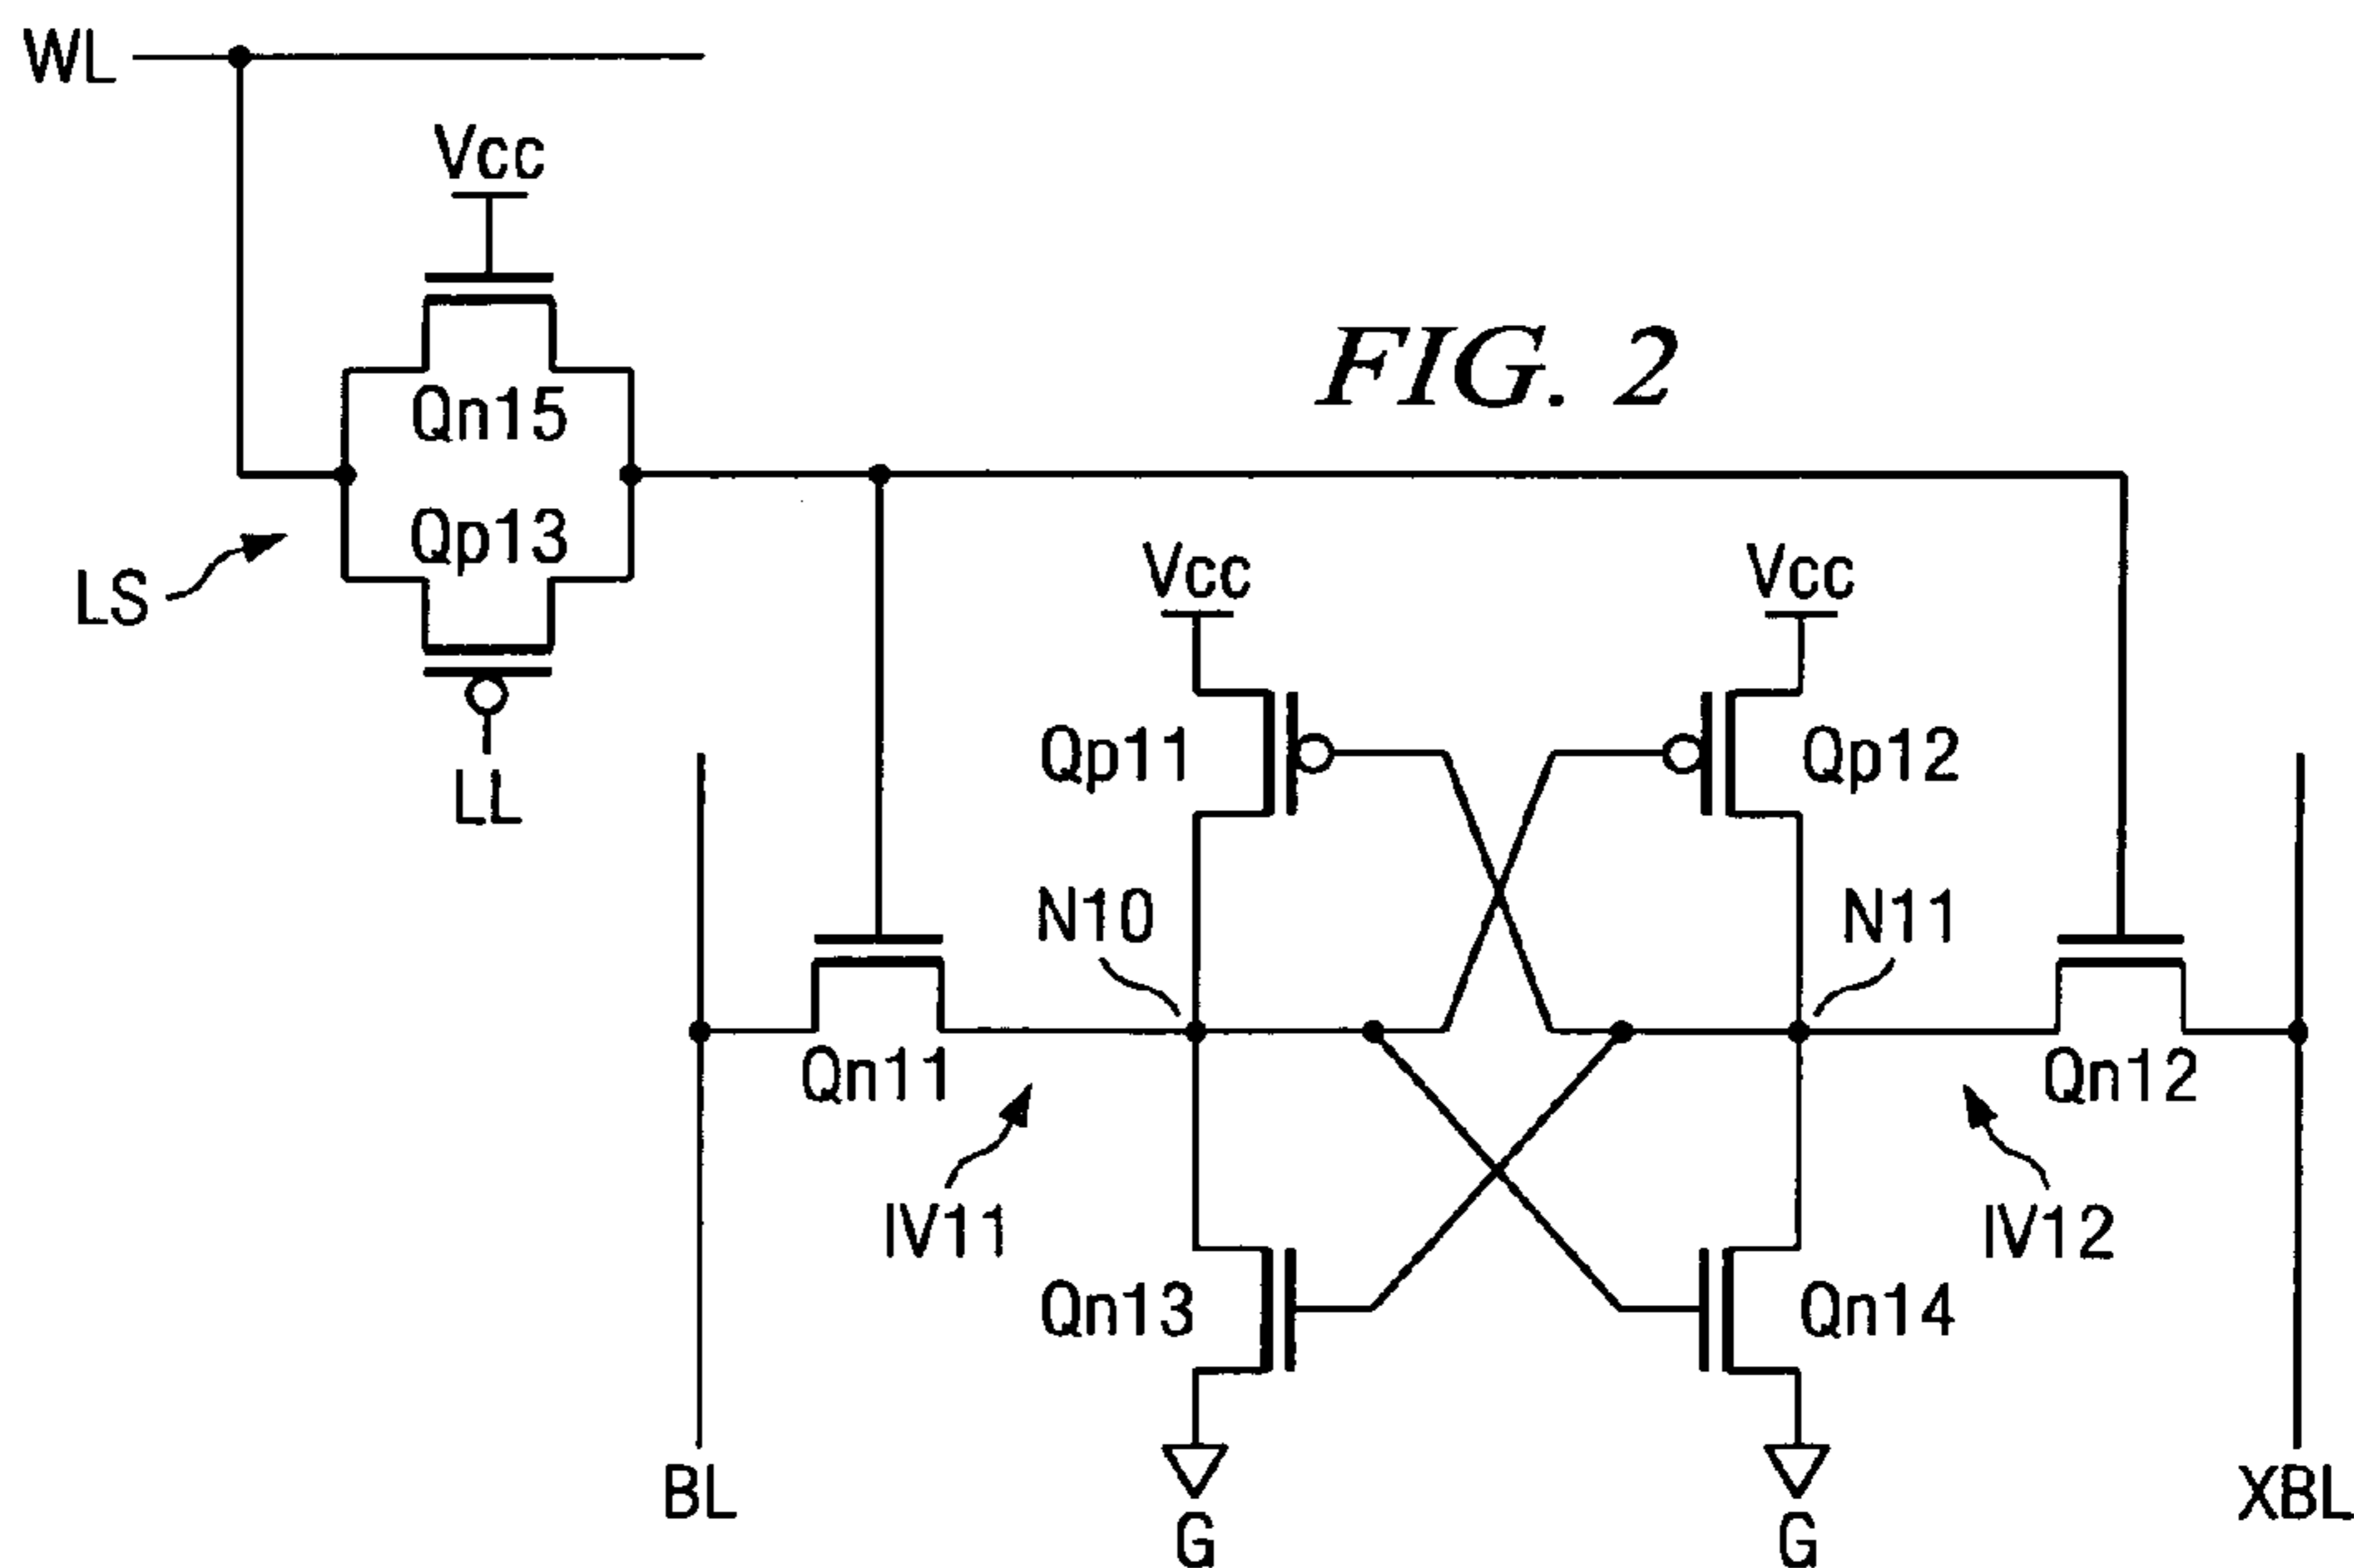 WL
Vcc
FIG. 2
Qn15
Qp13
LS
Vcc
Vcc
LL
Qp11
Qp12
N10
N11
Qn11
Qn12
IV11
IV12
Qn13
Qn14
BL
XBL
G
G